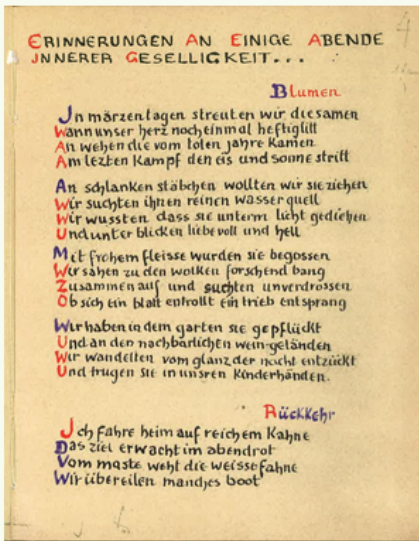 ERINNERUNGEN AN EINIGE ABENDE
JNNERER GESELLIGKEIT...
Blumen
Jn märzentagen streuten wir die samen
Wann unser herz noch einmal heftig litt
An wehen die vom toten jahre kamen
Am lezten kampf den eis und sonne stritt
An schlanken stäbchen wollten wir sie ziehen
Wir suchten ihnen reinen wasserquell
Wir wussten dass sie unterm licht gediehen
Und unter blicken liebevoll und hell
Mit frohem fleisse wurden sie begossen
Wir sahen zu den wolken forschend bang
Zusammen auf und suchten unverdrossen
Ob sich ein blatt entrollt ein trieb entsprang
Wir haben in dem garten sie gepflückt
Und an den nachbarlichen wein-geländen
Wir wandelten vom glanz der nacht entzückt
Und trugen sie in unsren Kinderhänden.
Rückkehr
Jch fahre heim auf reichem Kahne
Das ziel erwacht im abendrot
Vom maste weht die weisse fahne
Wir übereilen manches boot